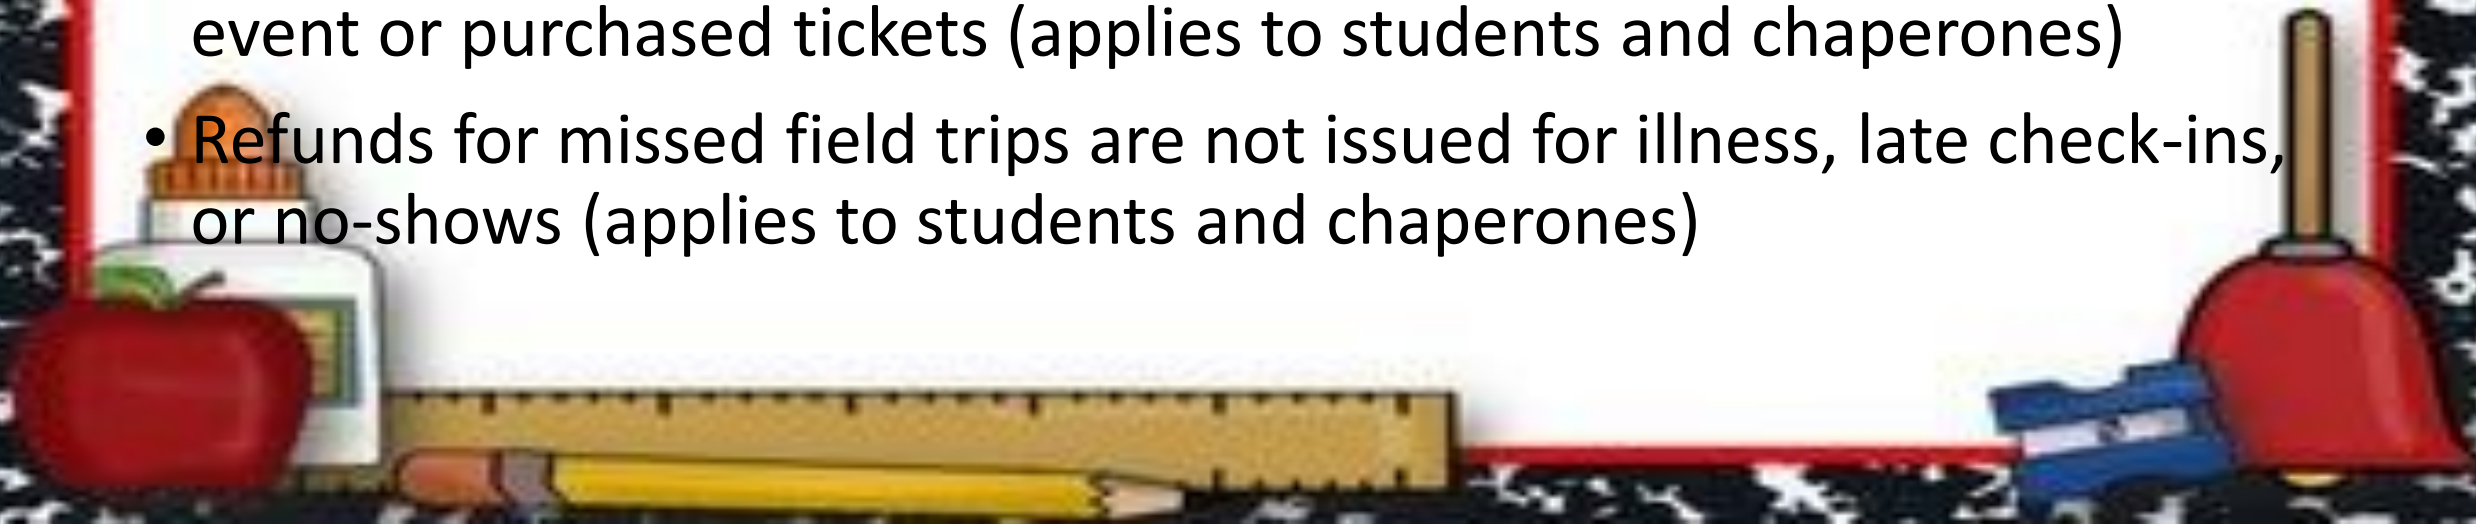 event or purchased tickets (applies to students and chaperones)
• Refunds for missed field trips are not issued for illness, late check-ins,
or no-shows (applies to students and chaperones)